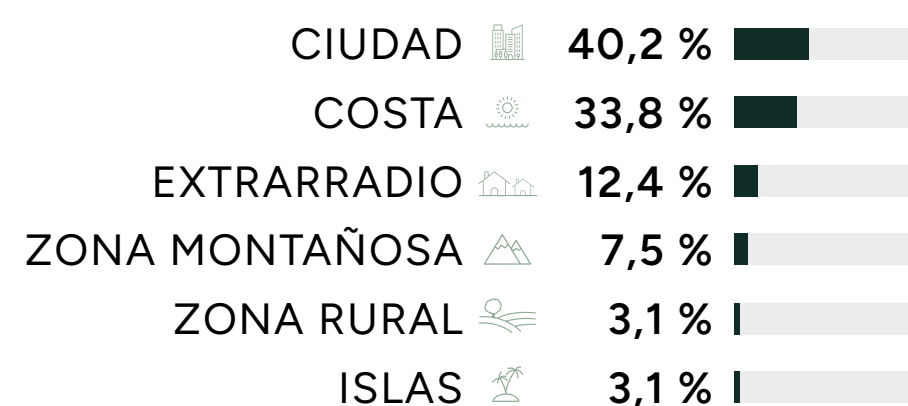 CIUDAD 40,2 %
COSTA 33,8 %
EXTRARRADIO 12,4 %
ZONA MONTAÑOSA 7,5 %
ZONA RURAL 3,1 %
ISLAS 3,1 %